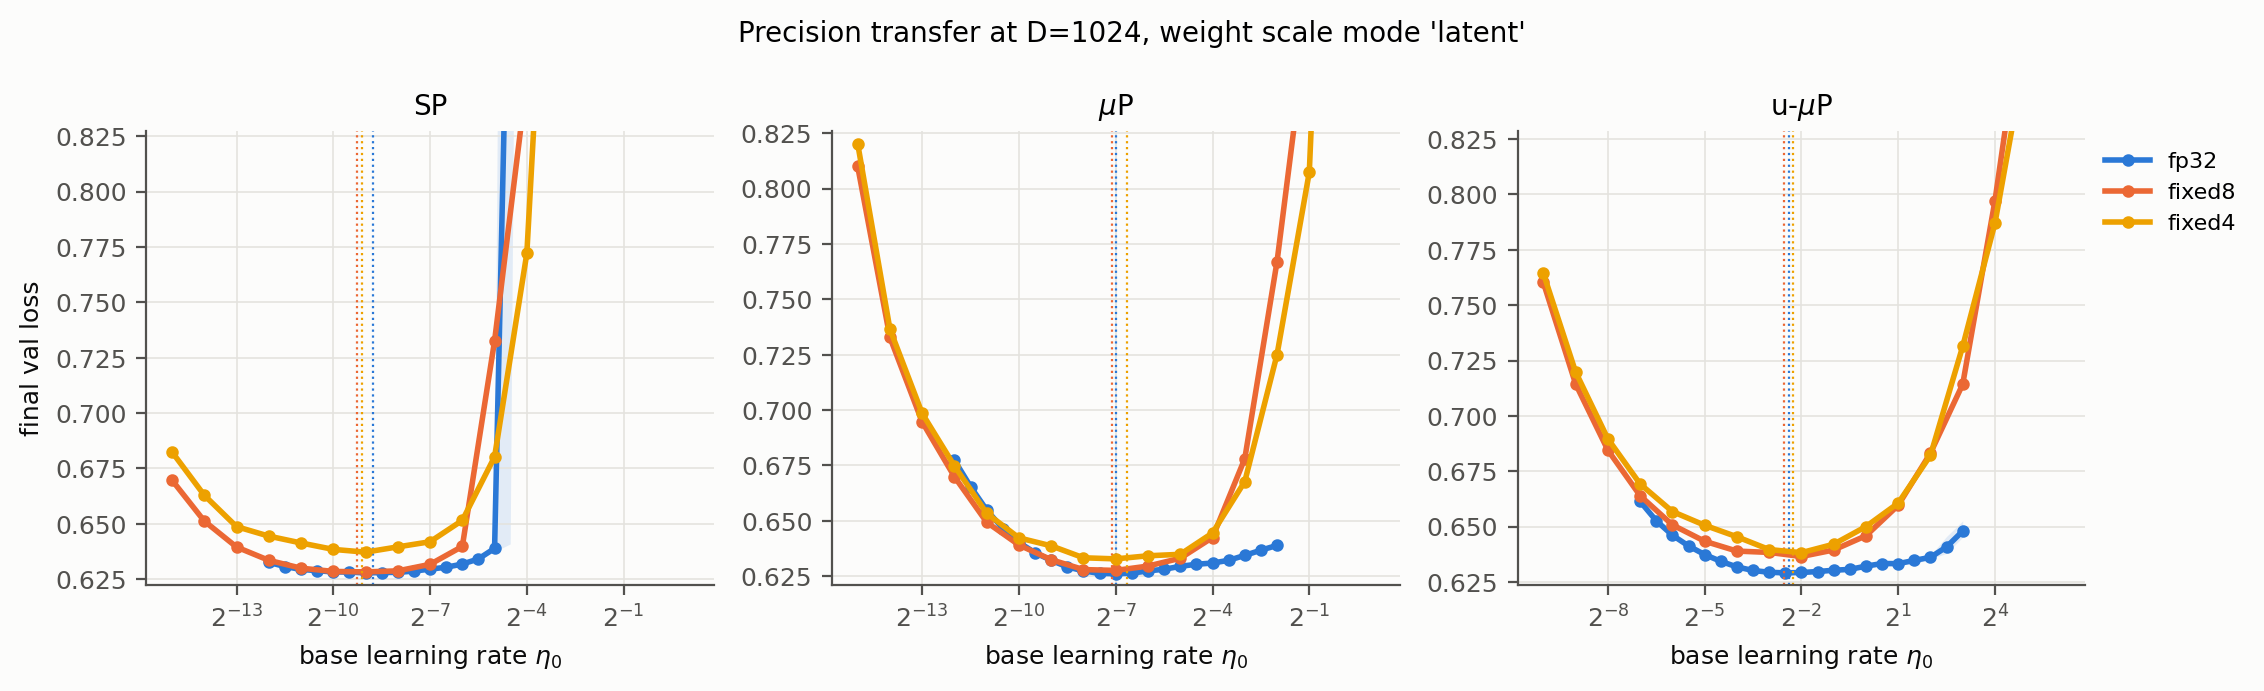 Precision transfer at D=1024, weight scale mode 'latent'
SP
0.825
0.800
0.775
0.750
0.725
0.700
0.675
0.650
0.625
final val loss
2⁻¹³ 2⁻¹⁰ 2⁻⁷ 2⁻⁴ 2⁻¹
base learning rate η₀
μP
0.825
0.800
0.775
0.750
0.725
0.700
0.675
0.650
0.625
2⁻¹³ 2⁻¹⁰ 2⁻⁷ 2⁻⁴ 2⁻¹
base learning rate η₀
u-μP
0.825
0.800
0.775
0.750
0.725
0.700
0.675
0.650
0.625
2⁻⁸ 2⁻⁵ 2⁻² 2¹ 2⁴
base learning rate η₀
fp32
fixed8
fixed4